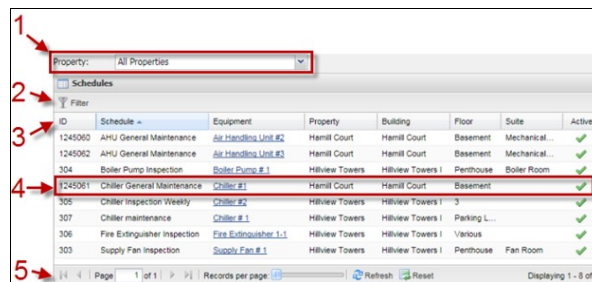 1
Property: All Properties
Schedules
2
Filter
3
ID Schedule Equipment Property Building Floor Suite Active
1245060 AHU General Maintenance Air Handling Unit #2 Hamill Court Hamill Court Basement Mechanical...
1245062 AHU General Maintenance Air Handling Unit #3 Hamill Court Hamill Court Basement Mechanical...
304 Boiler Pump Inspection Boiler Pump # 1 Hillview Towers Hillview Towers I Penthouse Boiler Room
4
1245061 Chiller General Maintenance Chiller #1 Hamill Court Hamill Court Basement
305 Chiller Inspection Weekly Chiller #2 Hillview Towers Hillview Towers I 3
307 Chiller maintenance Chiller # 1 Hillview Towers Hillview Towers I Parking L...
306 Fire Extinguisher Inspection Fire Extinguisher 1-1 Hillview Towers Hillview Towers I Various
303 Supply Fan Inspection Supply Fan # 1 Hillview Towers Hillview Towers I Penthouse Fan Room
5
Page 1 of 1 Records per page: Refresh Reset Displaying 1 - 8 of